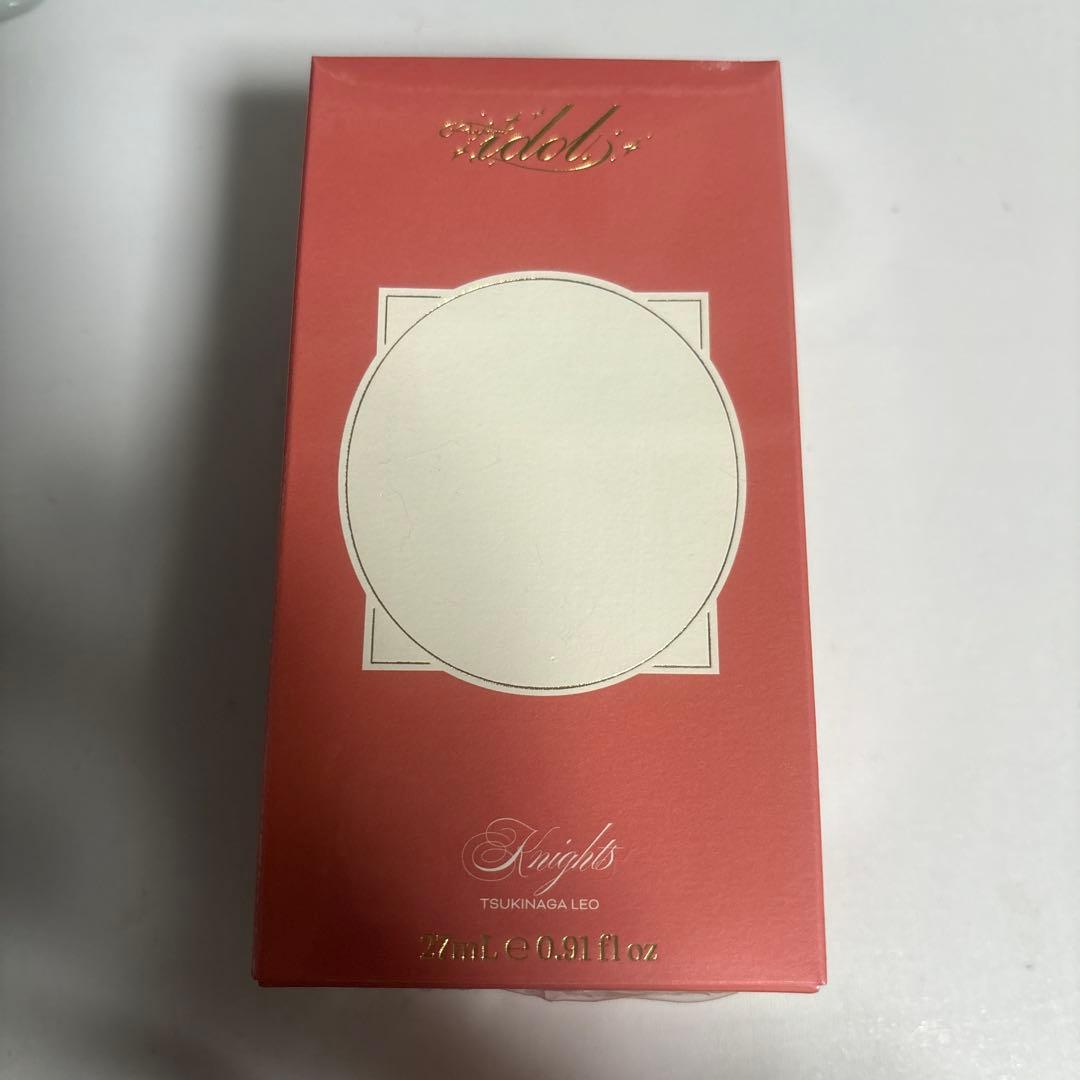 idol
Knights
TSUKINAGA LEO
27mL ℮ 0.91 fl oz